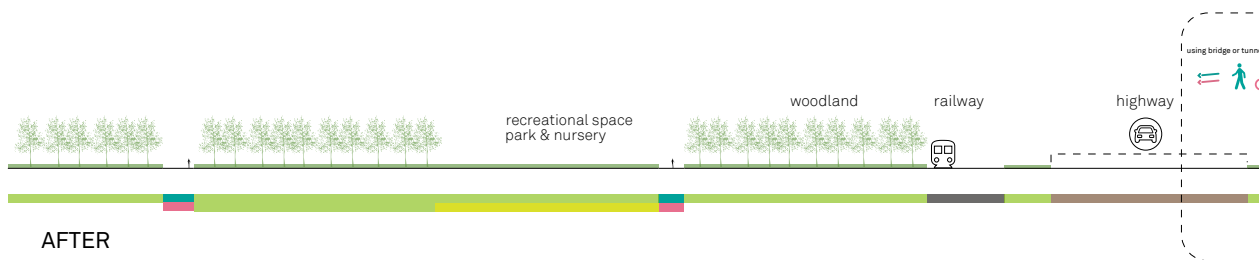 using bridge or
woodland
railway
highway
recreational space
park & nursery
AFTER